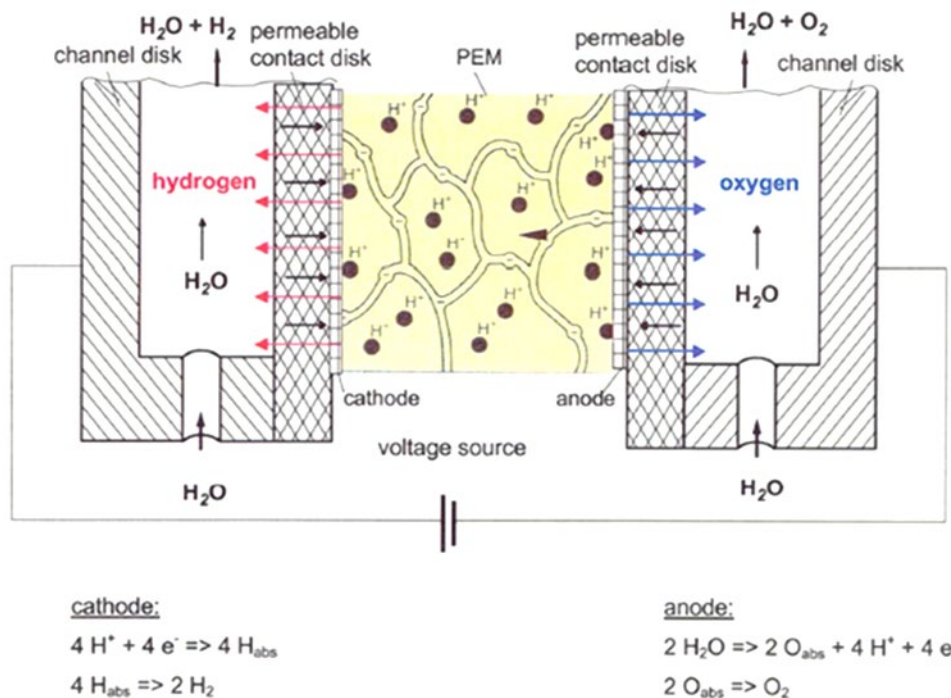 H₂O + H₂
channel disk
permeable
contact disk
PEM
permeable
contact disk
H₂O + O₂
channel disk
H⁺
H⁺
H⁺
H⁺
H⁺
H⁺
H⁺
H⁺
H⁺
H⁻
H⁺
H⁺
H⁺
H⁺
H⁺
H⁺
H⁺
hydrogen
oxygen
H₂O
H₂O
cathode
anode
voltage source
H₂O
H₂O
cathode:
4 H⁺ + 4 e⁻ => 4 Habs
4 Habs => 2 H₂
anode:
2 H₂O => 2 Oabs + 4 H⁺ + 4 e
2 Oabs => O₂